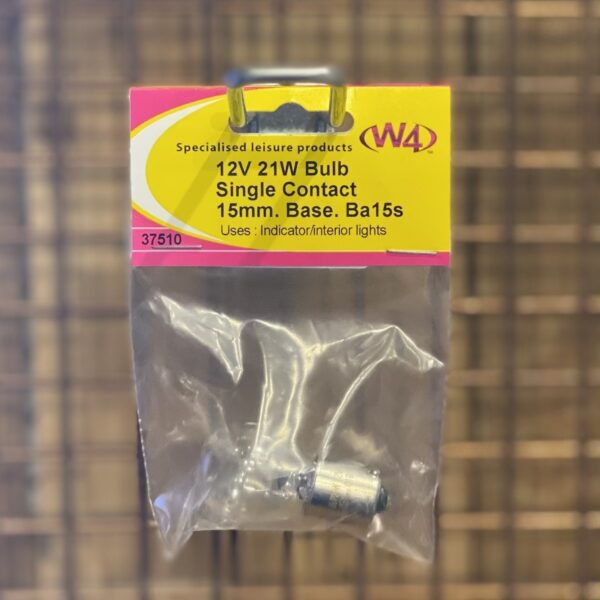 W4
Specialised leisure products
12V 21W Bulb
Single Contact
15mm. Base. Ba15s
Uses : Indicator/interior lights
37510